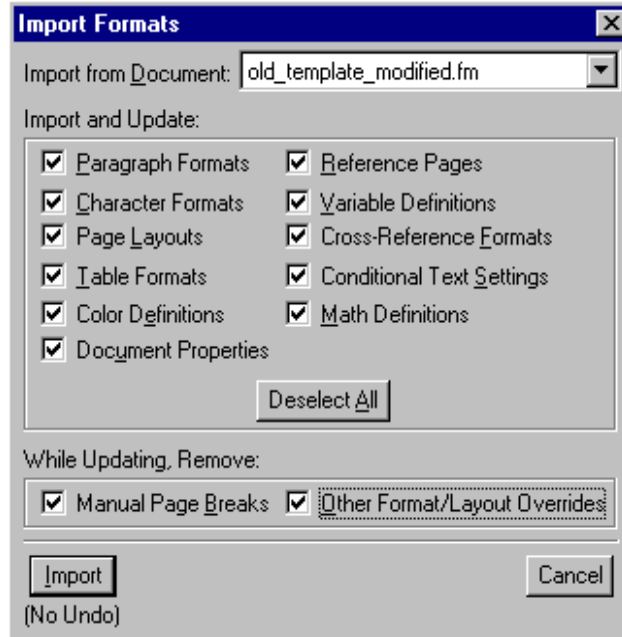 Import Formats
Import from Document: old_template_modified.fm
Import and Update:
Paragraph Formats Reference Pages
Character Formats Variable Definitions
Page Layouts Cross-Reference Formats
Table Formats Conditional Text Settings
Color Definitions Math Definitions
Document Properties
Deselect All
While Updating, Remove:
Manual Page Breaks Other Format/Layout Overrides
Import Cancel
(No Undo)